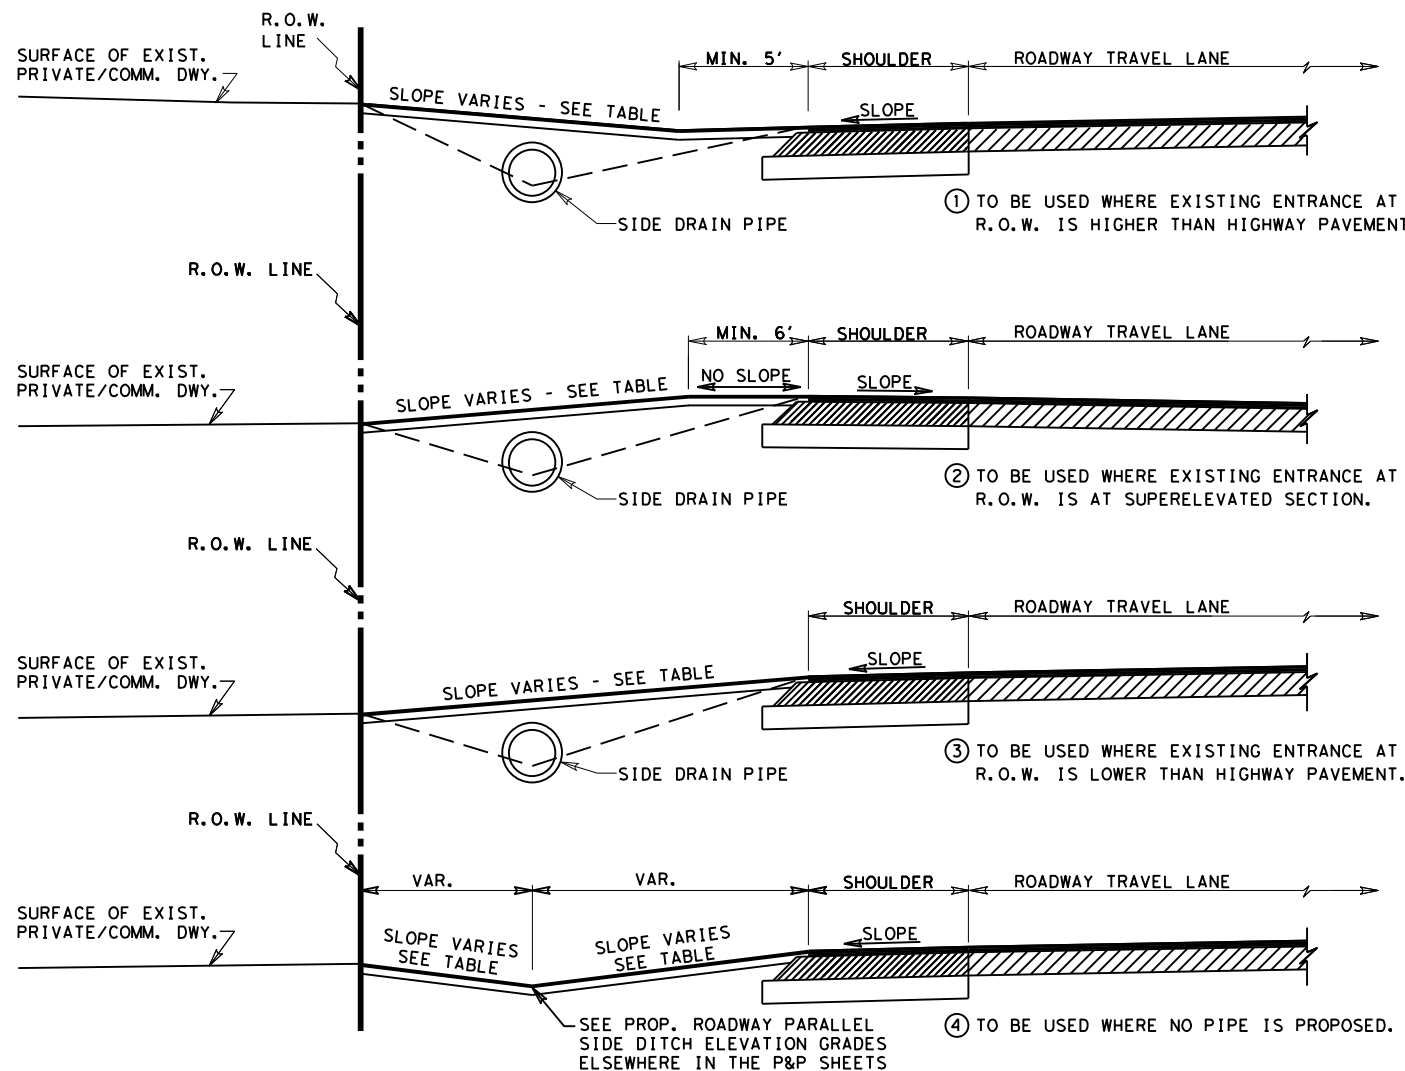 R.O.W.
LINE
SURFACE OF EXIST.
PRIVATE/COMM. DWY.
SLOPE VARIES - SEE TABLE
MIN. 5'
SHOULDER
ROADWAY TRAVEL LANE
SLOPE
SIDE DRAIN PIPE
1 TO BE USED WHERE EXISTING ENTRANCE AT
R.O.W. IS HIGHER THAN HIGHWAY PAVEMENT
R.O.W. LINE
SURFACE OF EXIST.
PRIVATE/COMM. DWY.
SLOPE VARIES - SEE TABLE
MIN. 6'
SHOULDER
ROADWAY TRAVEL LANE
NO SLOPE
SLOPE
SIDE DRAIN PIPE
2 TO BE USED WHERE EXISTING ENTRANCE AT
R.O.W. IS AT SUPERELEVATED SECTION.
R.O.W. LINE
SURFACE OF EXIST.
PRIVATE/COMM. DWY.
SLOPE VARIES - SEE TABLE
SHOULDER
ROADWAY TRAVEL LANE
SLOPE
SIDE DRAIN PIPE
3 TO BE USED WHERE EXISTING ENTRANCE AT
R.O.W. IS LOWER THAN HIGHWAY PAVEMENT.
R.O.W. LINE
SURFACE OF EXIST.
PRIVATE/COMM. DWY.
VAR.
VAR.
SHOULDER
ROADWAY TRAVEL LANE
SLOPE VARIES
SEE TABLE
SLOPE VARIES
SEE TABLE
SLOPE
SEE PROP. ROADWAY PARALLEL
SIDE DITCH ELEVATION GRADES
ELSEWHERE IN THE P&P SHEETS
4 TO BE USED WHERE NO PIPE IS PROPOSED.